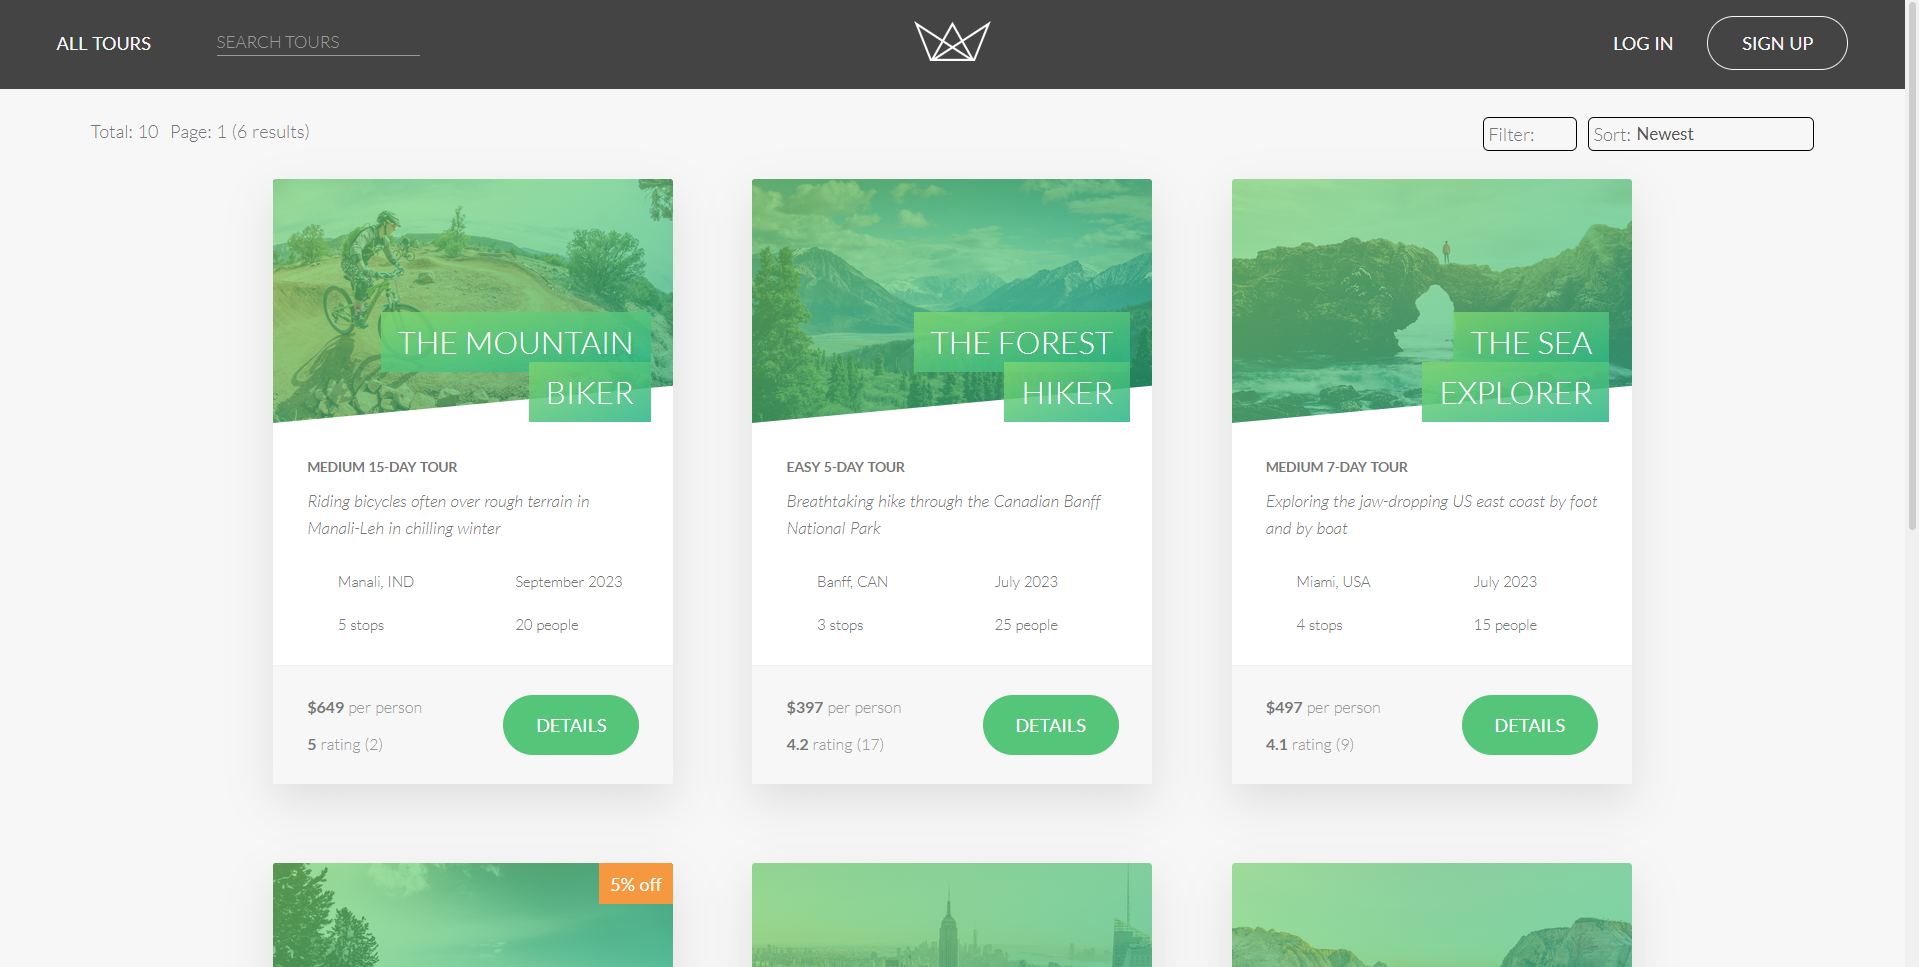 ALL TOURS
SEARCH TOURS
LOG IN
SIGN UP
Total: 10 Page: 1 (6 results)
Filter:
Sort: Newest
THE MOUNTAIN
BIKER
MEDIUM 15-DAY TOUR
Riding bicycles often over rough terrain in
Manali-Leh in chilling winter
Manali, IND
September 2023
5 stops
20 people
$649 per person
5 rating (2)
DETAILS
THE FOREST
HIKER
EASY 5-DAY TOUR
Breathtaking hike through the Canadian Banff
National Park
Banff, CAN
July 2023
3 stops
25 people
$397 per person
4.2 rating (17)
DETAILS
THE SEA
EXPLORER
MEDIUM 7-DAY TOUR
Exploring the jaw-dropping US east coast by foot
and by boat
Miami, USA
July 2023
4 stops
15 people
$497 per person
4.1 rating (9)
DETAILS
5% off